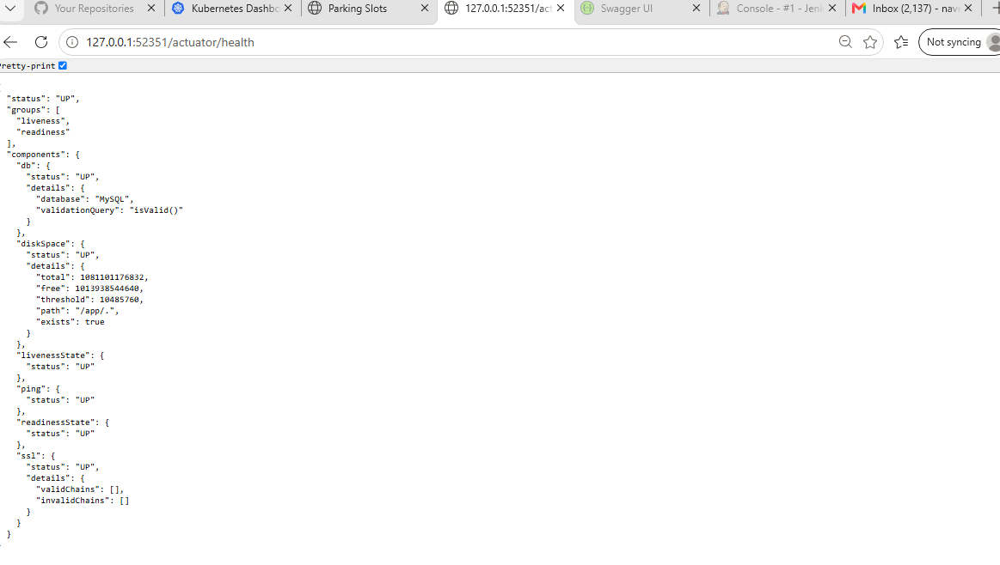 Your Repositories
Kubernetes Dashbo
Parking Slots
127.0.0.1:52351/act
Swagger UI
Console - #1 - Jenk
Inbox (2,137) - nave
127.0.0.1:52351/actuator/health
Not syncing
Pretty-print
{
"status": "UP",
"groups": [
"liveness",
"readiness"
],
"components": {
"db": {
"status": "UP",
"details": {
"database": "MySQL",
"validationQuery": "isValid()"
}
},
"diskSpace": {
"status": "UP",
"details": {
"total": 1081101176832,
"free": 1013938544640,
"threshold": 10485760,
"path": "/app/.",
"exists": true
}
},
"livenessState": {
"status": "UP"
},
"ping": {
"status": "UP"
},
"readinessState": {
"status": "UP"
},
"ssl": {
"status": "UP",
"details": {
"validChains": [],
"invalidChains": []
}
}
}